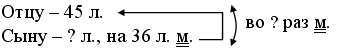 Отцу – 45 л.
Сыну – ? л., на 36 л. м. во ? раз м.